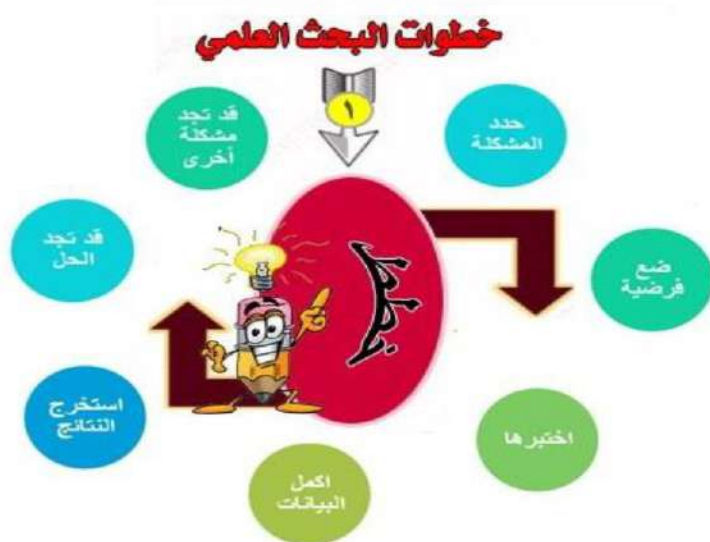 خطوات البحث العلمي
١
حدد
المشكلة
ضع
فرضية
اختبرها
اكمل
البيانات
استخرج
النتائج
قد تجد
الحل
قد تجد
مشكلة
أخرى